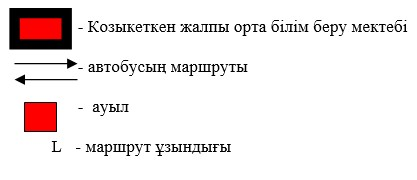 - Козыкеткен жалпы орта білім беру мектебі
- автобусың маршруты
- ауыл
L - маршрут ұзындығы